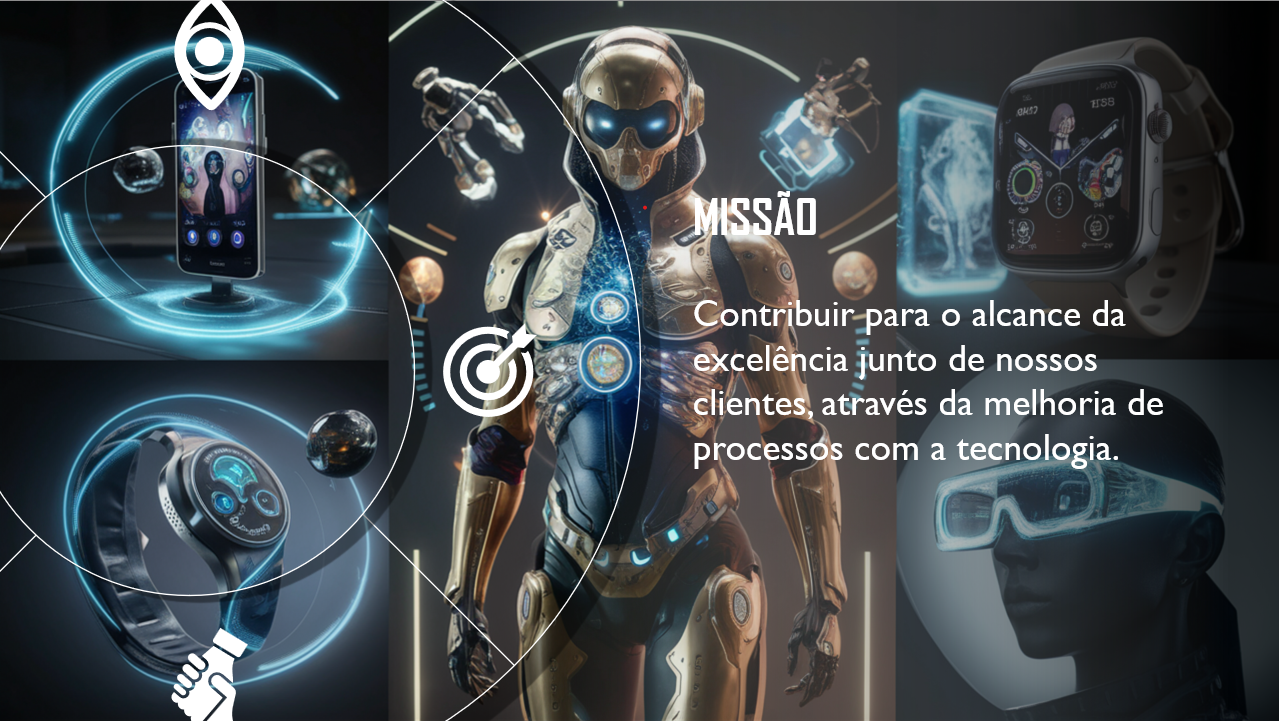 MISSÃO
Contribuir para o alcance da
excelência junto de nossos
clientes, através da melhoria de
processos com a tecnologia.